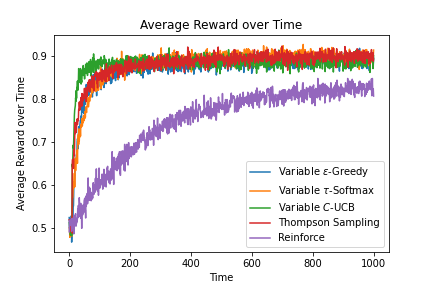 Average Reward over Time
Average Reward over Time
0.9
0.8
0.7
0.6
0.5
0
200
400
600
800
1000
Time
Variable ε-Greedy
Variable τ-Softmax
Variable C-UCB
Thompson Sampling
Reinforce